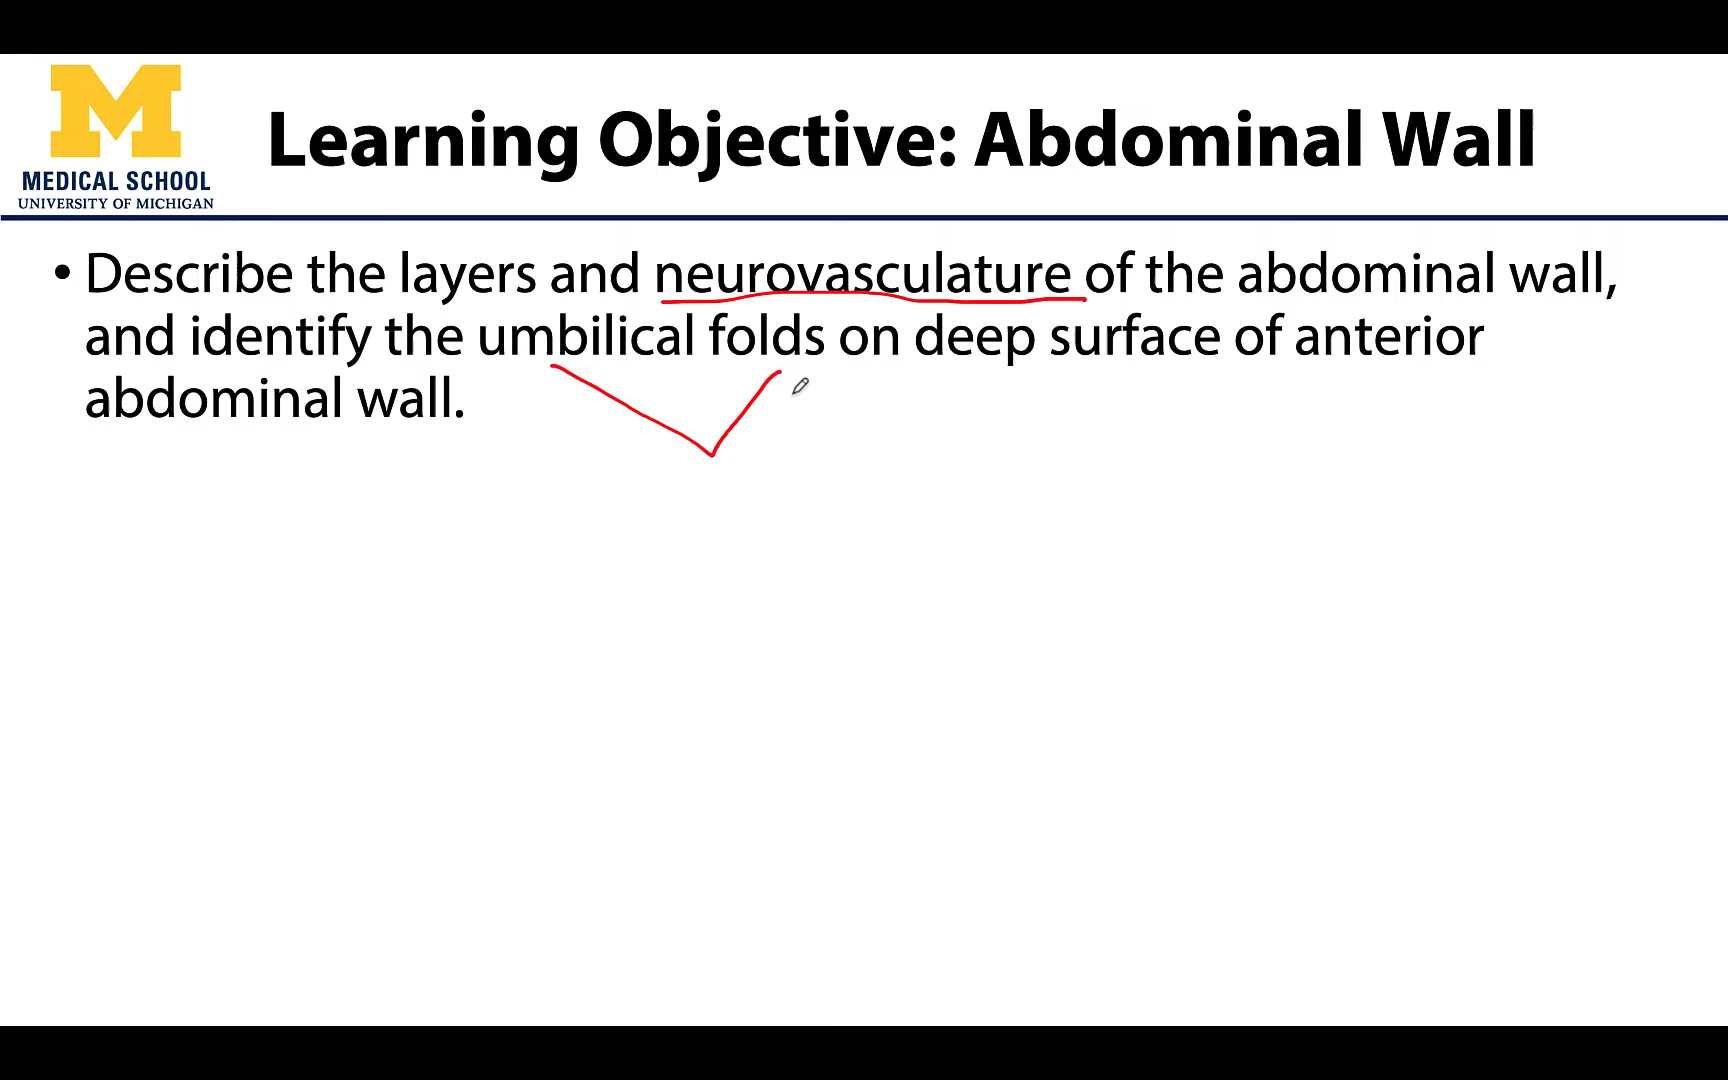 M
MEDICAL SCHOOL
UNIVERSITY OF MICHIGAN
Learning Objective: Abdominal Wall
• Describe the layers and neurovasculature of the abdominal wall,
and identify the umbilical folds on deep surface of anterior
abdominal wall.